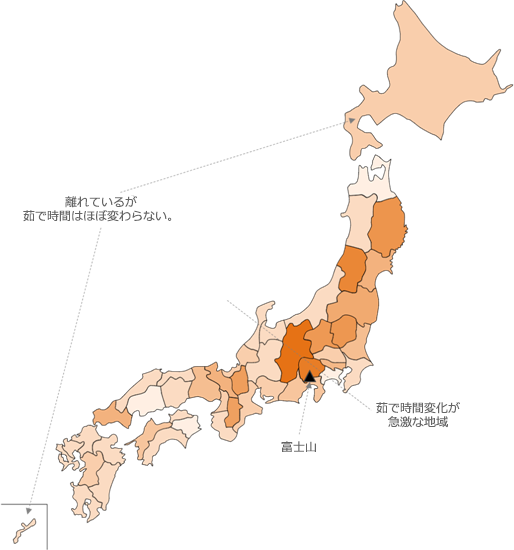 離れているが
茹で時間はほぼ変わらない。
茹で時間変化が
急激な地域
富士山